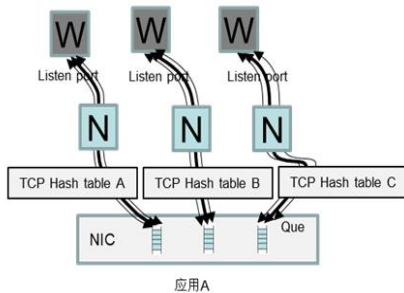 W W W
Listen port Listen port Listen port
N N N
TCP Hash table A TCP Hash table B TCP Hash table C
NIC Que
应用A